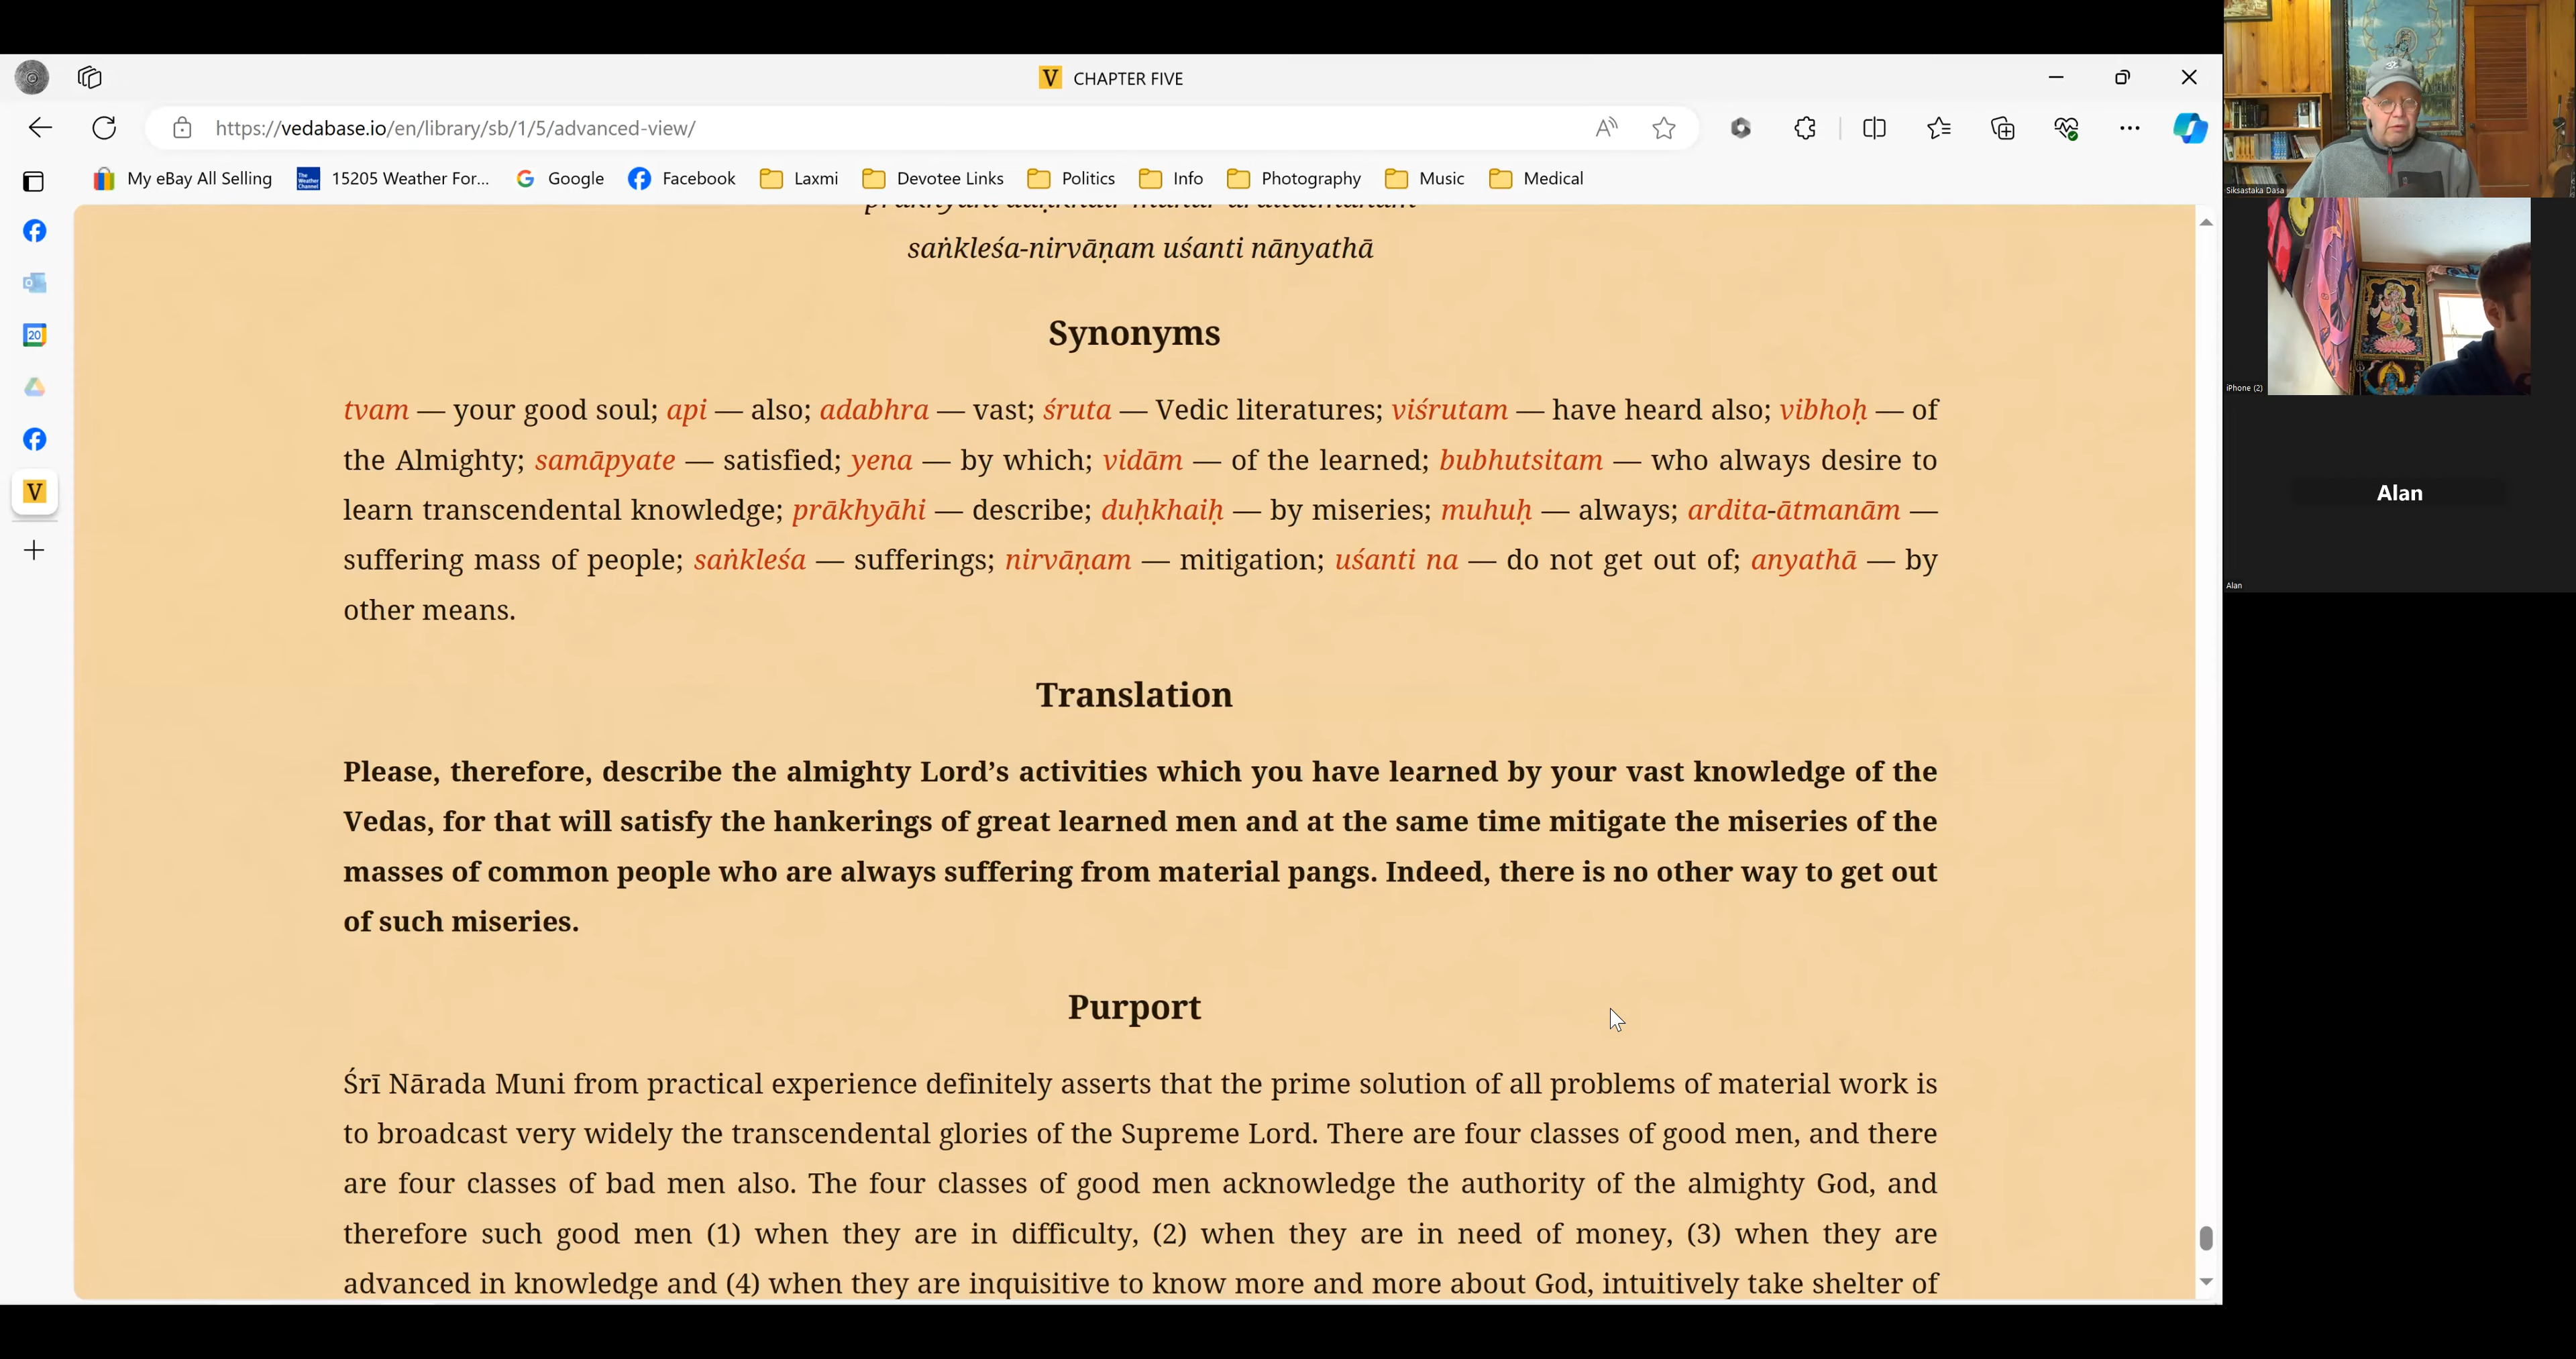 CHAPTER FIVE
https://vedabase.io/en/library/sb/1/5/advanced-view/
My eBay All Selling
15205 Weather For...
Google
Facebook
Laxmi
Devotee Links
Politics
Info
Photography
Music
Medical
saṅkleśa-nirvāṇam uśanti nānyathā
Synonyms
tvam — your good soul; api — also; adabhra — vast; śruta — Vedic literatures; viśrutam — have heard also; vibhoḥ — of
the Almighty; samāpyate — satisfied; yena — by which; vidām — of the learned; bubhutsitam — who always desire to
learn transcendental knowledge; prākhyāhi — describe; duḥkhaiḥ — by miseries; muhuḥ — always; ardita-ātmanām —
suffering mass of people; saṅkleśa — sufferings; nirvāṇam — mitigation; uśanti na — do not get out of; anyathā — by
other means.
Translation
Please, therefore, describe the almighty Lord’s activities which you have learned by your vast knowledge of the
Vedas, for that will satisfy the hankerings of great learned men and at the same time mitigate the miseries of the
masses of common people who are always suffering from material pangs. Indeed, there is no other way to get out
of such miseries.
Purport
Śrī Nārada Muni from practical experience definitely asserts that the prime solution of all problems of material work is
to broadcast very widely the transcendental glories of the Supreme Lord. There are four classes of good men, and there
are four classes of bad men also. The four classes of good men acknowledge the authority of the almighty God, and
therefore such good men (1) when they are in difficulty, (2) when they are in need of money, (3) when they are
advanced in knowledge and (4) when they are inquisitive to know more and more about God, intuitively take shelter of
Siksastaka Dasa
iPhone (2)
Alan
Alan
20
V
V